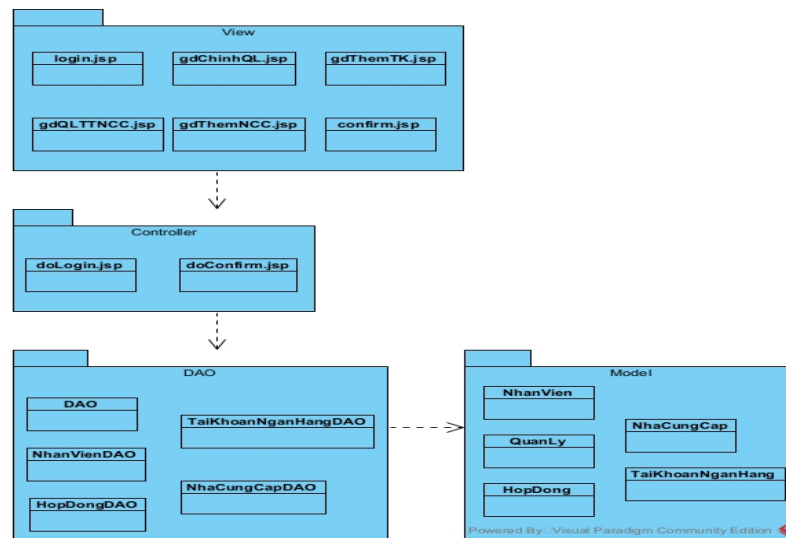 View
login.jsp
gdChinhQL.jsp
gdThemTK.jsp
gdQLTTNCC.jsp
gdThemNCC.jsp
confirm.jsp
Controller
doLogin.jsp
doConfirm.jsp
DAO
DAO
TaiKhoanNganHangDAO
NhanVienDAO
NhaCungCapDAO
HopDongDAO
Model
NhanVien
NhaCungCap
QuanLy
TaiKhoanNganHang
HopDong
Powered By: Visual Paradigm Community Edition